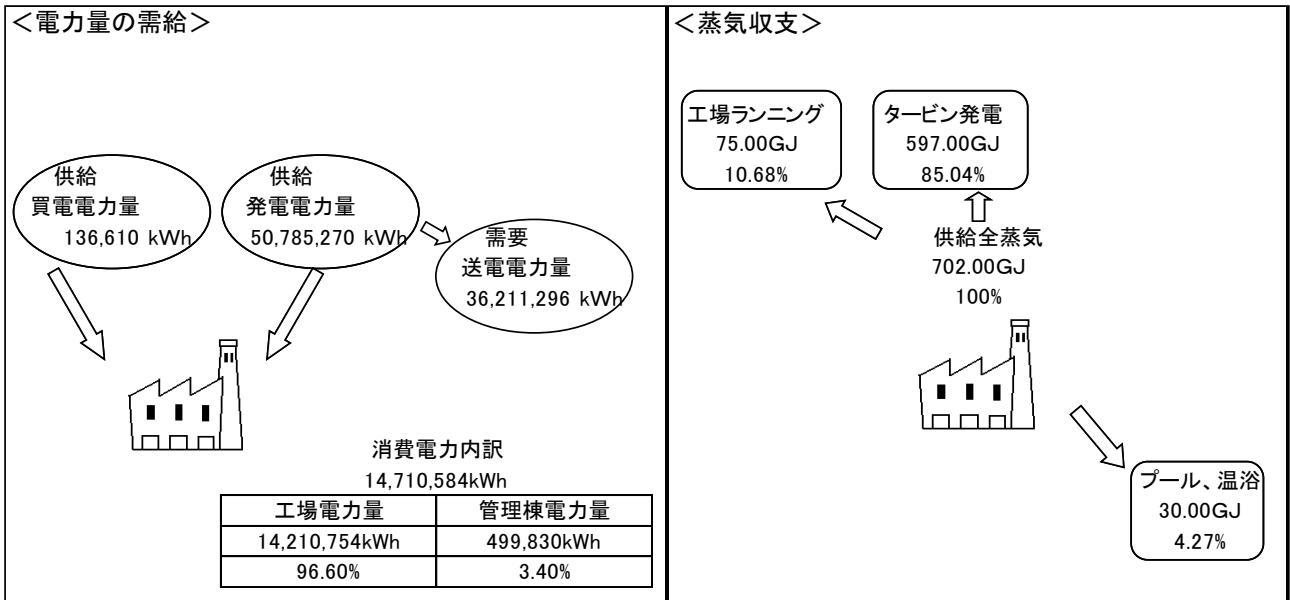 ＜電力量の需給＞
供給
買電電力量
136,610 kWh
供給
発電電力量
50,785,270 kWh
需要
送電電力量
36,211,296 kWh
消費電力内訳
14,710,584kWh
工場電力量 管理棟電力量
14,210,754kWh 499,830kWh
96.60% 3.40%
＜蒸気収支＞
工場ランニング
75.00GJ
10.68%
タービン発電
597.00GJ
85.04%
供給全蒸気
702.00GJ
100%
プール、温浴
30.00GJ
4.27%